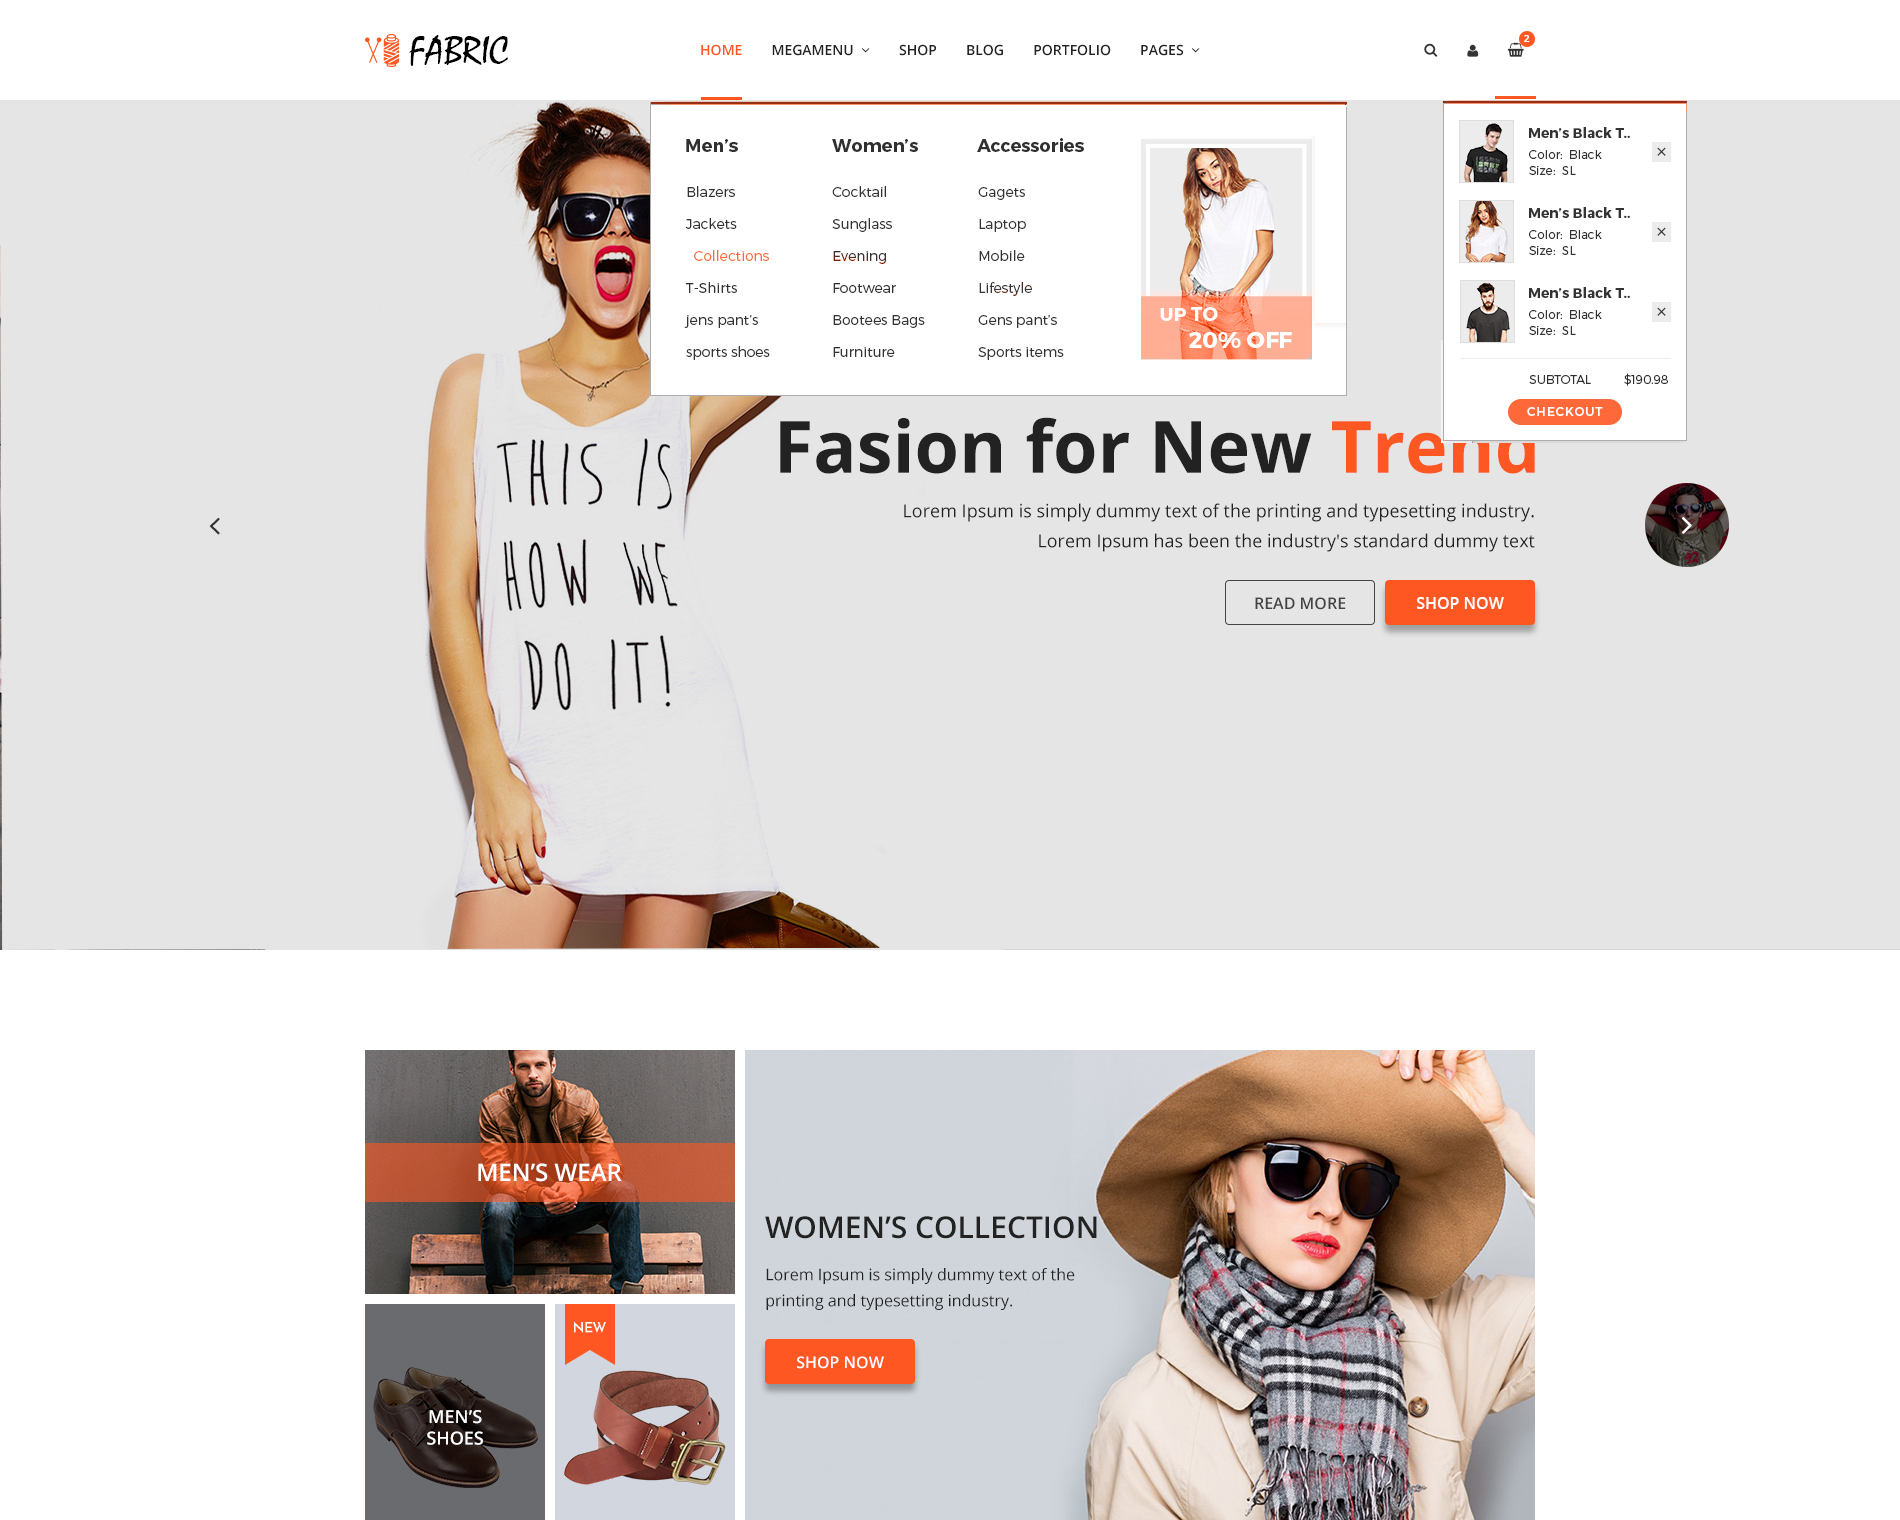 FABRIC
HOME MEGAMENU SHOP BLOG PORTFOLIO PAGES
2
Men's
Blazers
Jackets
Collections
T-Shirts
jens pant's
sports shoes
Women's
Cocktail
Sunglass
Evening
Footwear
Bootees Bags
Furniture
Accessories
Gagets
Laptop
Mobile
Lifestyle
Gens pant's
Sports items
UP TO
20% OFF
Men's Black T..
Color: Black
Size: SL
Men's Black T..
Color: Black
Size: SL
Men's Black T..
Color: Black
Size: SL
SUBTOTAL $190.98
CHECKOUT
THIS IS
HOW WE
DO IT!
Fasion for New Trend
Lorem Ipsum is simply dummy text of the printing and typesetting industry.
Lorem Ipsum has been the industry's standard dummy text
READ MORE
SHOP NOW
MEN'S WEAR
MEN'S
SHOES
NEW
WOMEN'S COLLECTION
Lorem Ipsum is simply dummy text of the
printing and typesetting industry.
SHOP NOW